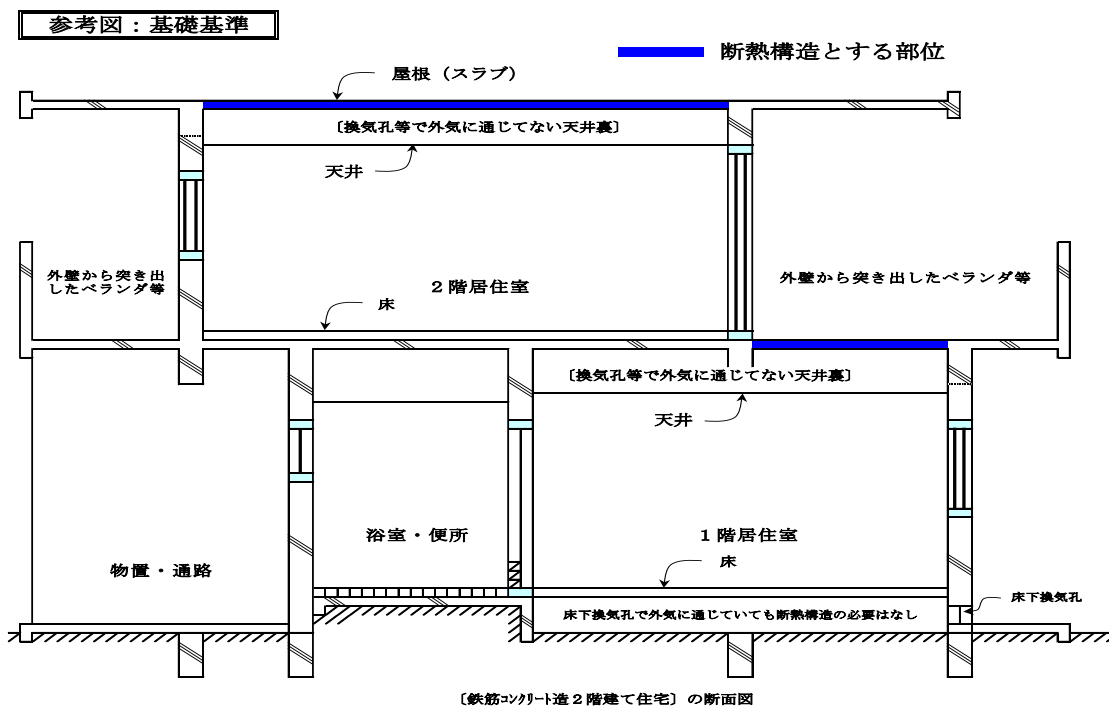 参考図：基礎基準
断熱構造とする部位
屋根（スラブ）
〔換気孔等で外気に通じてない天井裏〕
天井
外壁から突き出
したベランダ等
２階居住室
外壁から突き出したベランダ等
床
〔換気孔等で外気に通じてない天井裏〕
天井
浴室・便所
１階居住室
物置・通路
床
床下換気孔
床下換気孔で外気に通じていても断熱構造の必要はなし
〔鉄筋ｺﾝｸﾘｰﾄ造２階建て住宅〕の断面図